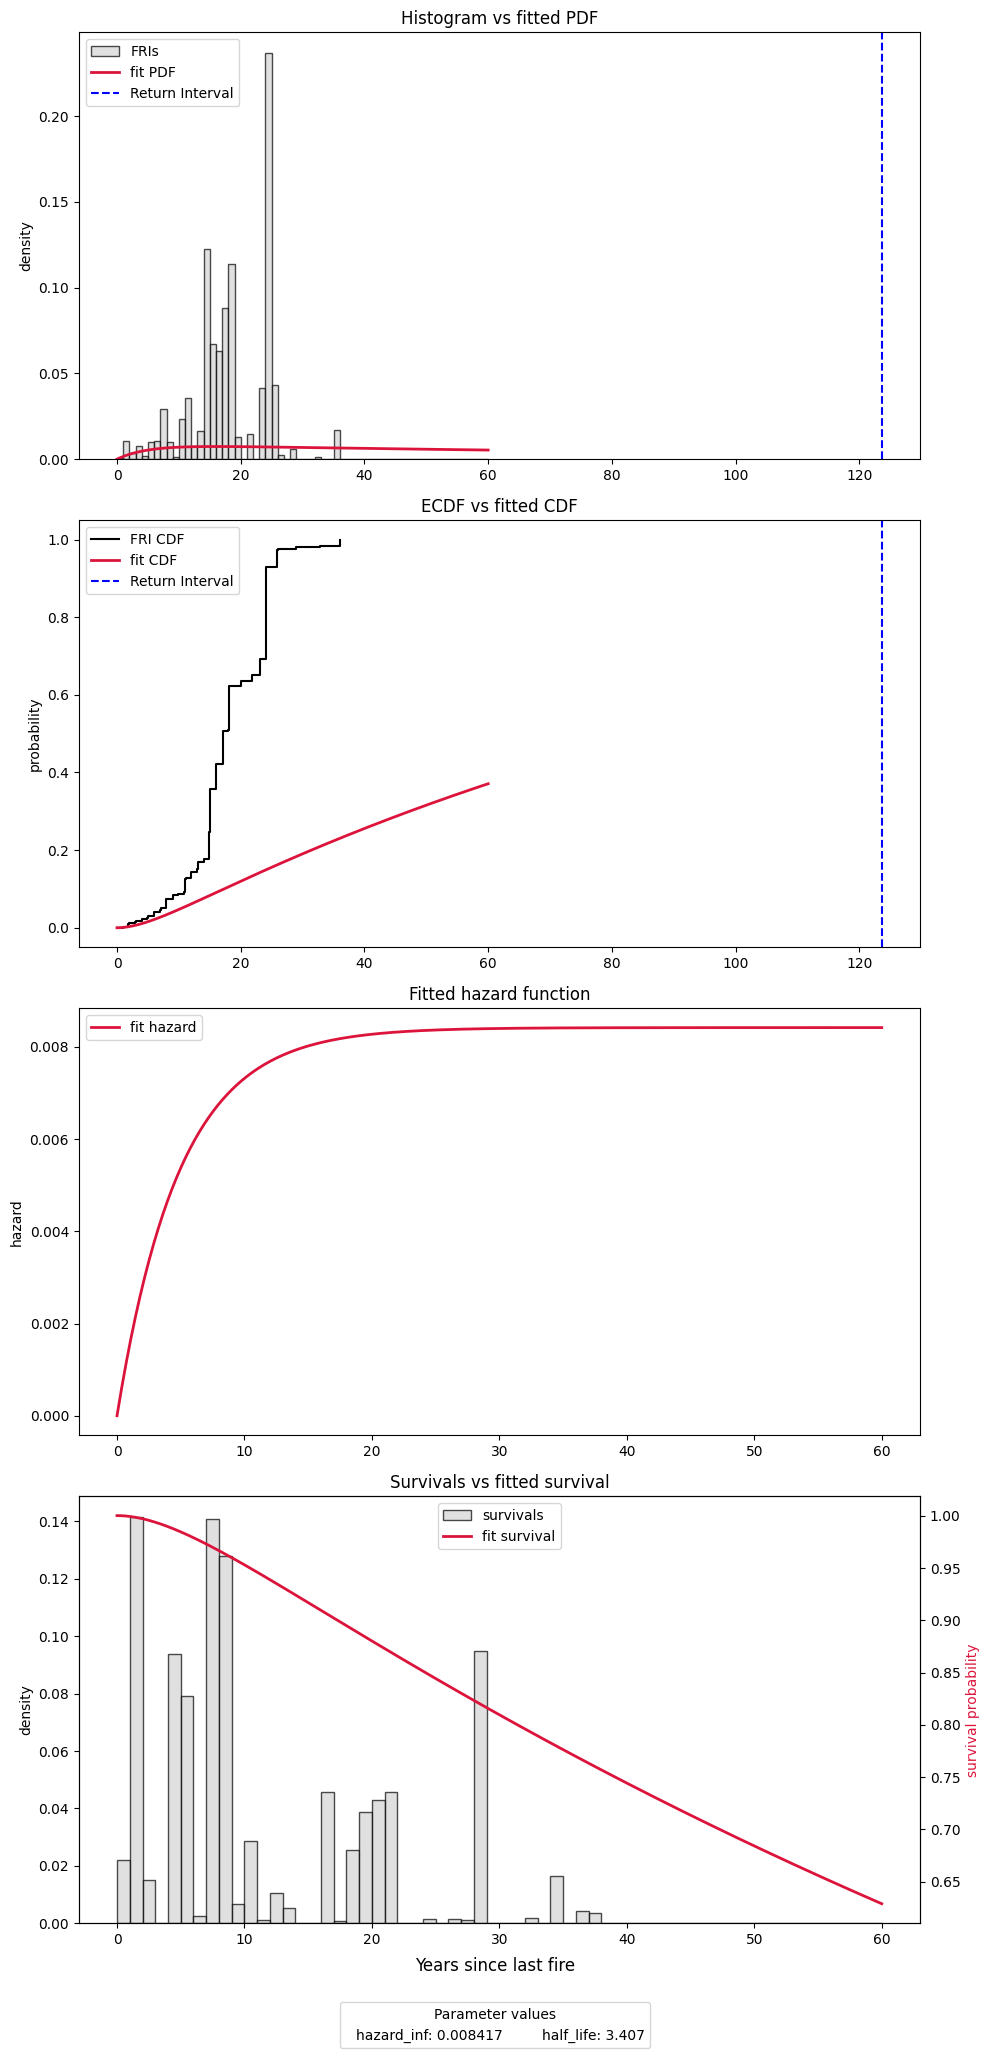 Histogram vs fitted PDF
FRIs
fit PDF
Return Interval
density
0.20
0.15
0.10
0.05
0.00
0 20 40 60 80 100 120
ECDF vs fitted CDF
FRI CDF
fit CDF
Return Interval
probability
1.0
0.8
0.6
0.4
0.2
0.0
0 20 40 60 80 100 120
Fitted hazard function
fit hazard
hazard
0.008
0.006
0.004
0.002
0.000
0 10 20 30 40 50 60
Survivals vs fitted survival
survivals
fit survival
density
0.14
0.12
0.10
0.08
0.06
0.04
0.02
0.00
1.00
0.95
0.90
0.85
0.80
0.75
0.70
0.65
survival probability
0 10 20 30 40 50 60
Years since last fire
Parameter values
hazard_inf: 0.008417 half_life: 3.407